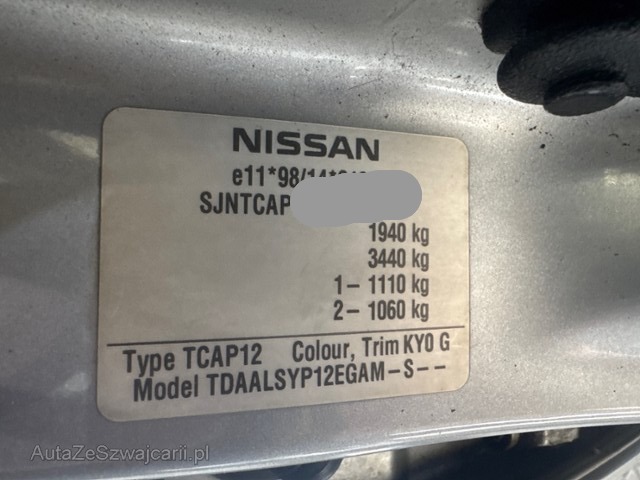 NISSAN
e11*98/14*
SJNTCAP
1940 kg
3440 kg
1– 1110 kg
2– 1060 kg
Type TCAP12 Colour, Trim KY0 G
Model TDAALSYP12EGAM–S––
AutaZeSzwajcarii.pl